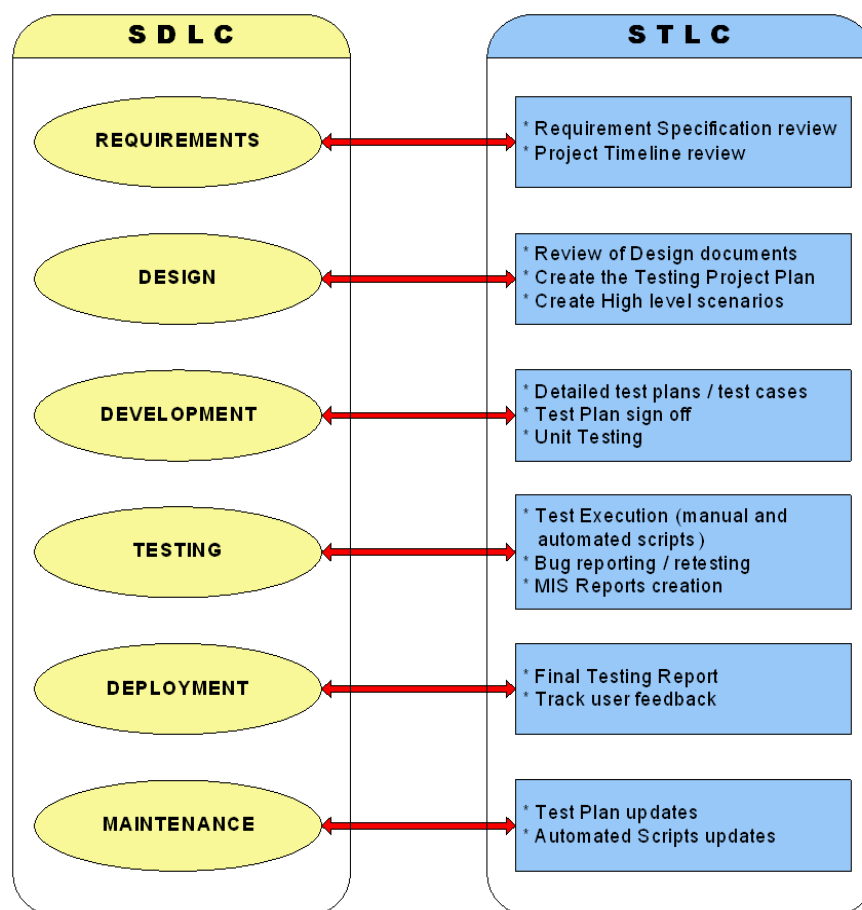 S D L C
S T L C
REQUIREMENTS
* Requirement Specification review
* Project Timeline review
DESIGN
* Review of Design documents
* Create the Testing Project Plan
* Create High level scenarios
DEVELOPMENT
* Detailed test plans / test cases
* Test Plan sign off
* Unit Testing
TESTING
* Test Execution (manual and
automated scripts)
* Bug reporting / retesting
* MIS Reports creation
DEPLOYMENT
* Final Testing Report
* Track user feedback
MAINTENANCE
* Test Plan updates
* Automated Scripts updates